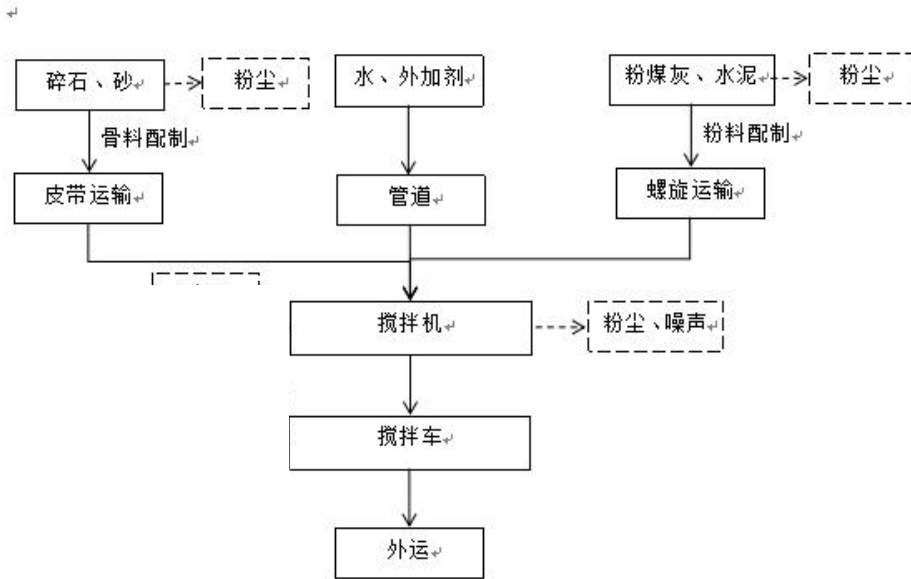 碎石、砂
粉尘
水、外加剂
粉煤灰、水泥
粉尘
骨料配制
粉料配制
皮带运输
管道
螺旋运输
搅拌机
粉尘、噪声
搅拌车
外运